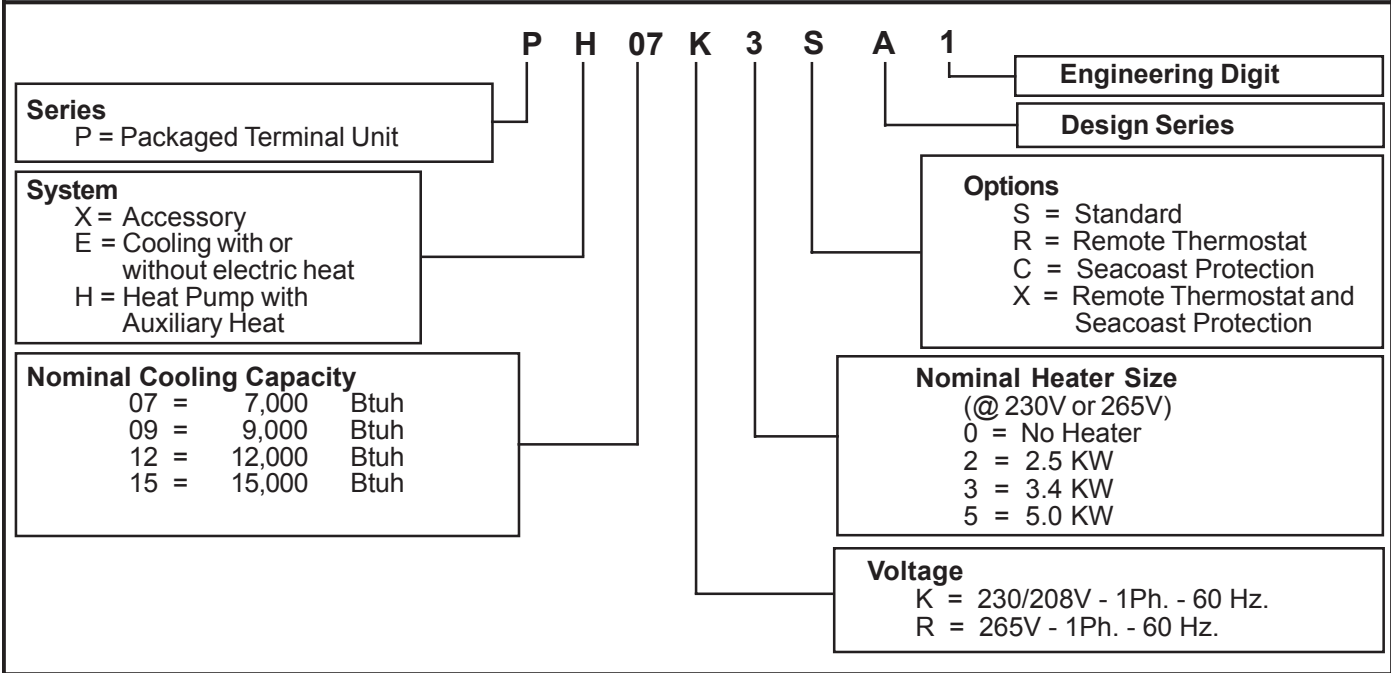 P H 07 K 3 S A 1
Series
P = Packaged Terminal Unit
System
X = Accessory
E = Cooling with or
without electric heat
H = Heat Pump with
Auxiliary Heat
Nominal Cooling Capacity
07 = 7,000 Btuh
09 = 9,000 Btuh
12 = 12,000 Btuh
15 = 15,000 Btuh
Engineering Digit
Design Series
Options
S = Standard
R = Remote Thermostat
C = Seacoast Protection
X = Remote Thermostat and
Seacoast Protection
Nominal Heater Size
(@ 230V or 265V)
0 = No Heater
2 = 2.5 KW
3 = 3.4 KW
5 = 5.0 KW
Voltage
K = 230/208V - 1Ph. - 60 Hz.
R = 265V - 1Ph. - 60 Hz.